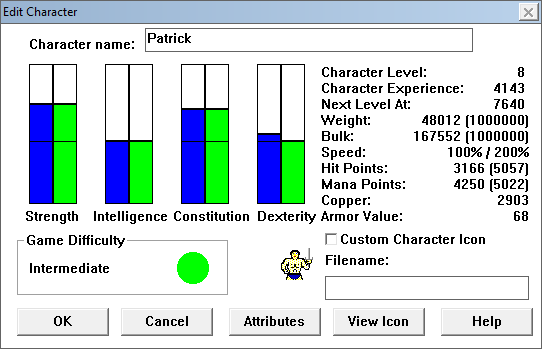 Edit Character
Character name: Patrick
Character Level: 8
Character Experience: 4143
Next Level At: 7640
Weight: 48012 (1000000)
Bulk: 167552 (1000000)
Speed: 100% / 200%
Hit Points: 3166 (5057)
Mana Points: 4250 (5022)
Copper: 2903
Armor Value: 68
Strength Intelligence Constitution Dexterity
Game Difficulty
Intermediate
Custom Character Icon
Filename:
OK Cancel Attributes View Icon Help